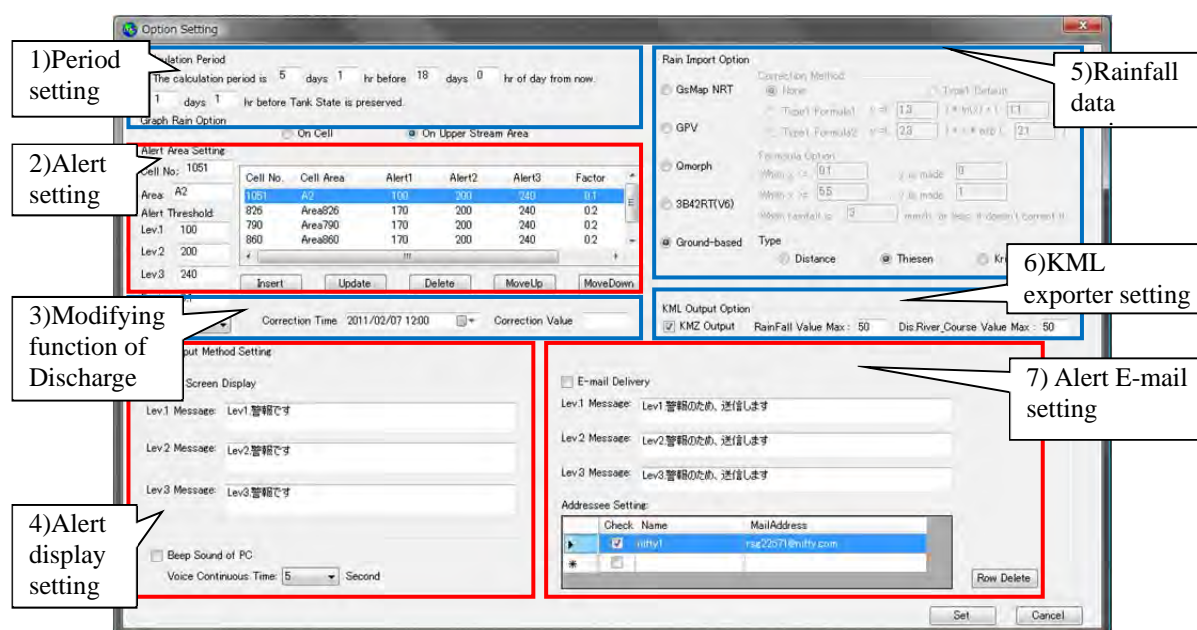 Option Setting
1)Period
setting
The calculation period is 5 days 1 hr before 18 days 0 hr of day from now.
1 days 1 hr before Tank State is preserved.
Graph Rain Option
On Cell On Upper Stream Area
2)Alert
setting
Alert Area Setting
Cell No: 1051
Area A2
Alert Threshold
Lev.1 100
Lev.2 200
Lev.3 240
Cell No. Cell Area Alert1 Alert2 Alert3 Factor
1051 A2 100 200 240 0.1
826 Area826 170 200 240 0.2
790 Area790 170 200 240 0.2
860 Area860 170 200 240 0.2
Insert Update Delete MoveUp MoveDown
3)Modifying
function of
Discharge
Correction Time 2011/02/07 12:00 Correction Value
Method Setting
Screen Display
Lev.1 Message: Lev1.警報です
Lev.2 Message: Lev2.警報です
Lev.3 Message: Lev3.警報です
4)Alert
display
setting
Beep Sound of PC
Voice Continuous Time: 5 Second
5)Rainfall
data
Rain Import Option
GsMap NRT
GPV
Qmorph
3B42RT(V6)
Ground-based
Correction Method
None Type1 Default
Type1 Formula1
Type1 Formula2
Formoula Option
Type
Distance Thiesen
6)KML
exporter setting
KML Output Option
KMZ Output RainFall Value Max : 50 Dis.River_Course Value Max : 50
7) Alert E-mail
setting
E-mail Delivery
Lev.1 Message: Lev1.警報のため、送信します
Lev.2 Message: Lev2.警報のため、送信します
Lev.3 Message: Lev3.警報のため、送信します
Addressee Setting:
Check Name MailAddress
nifty1 rsg22571@nifty.com
Row Delete
Set Cancel